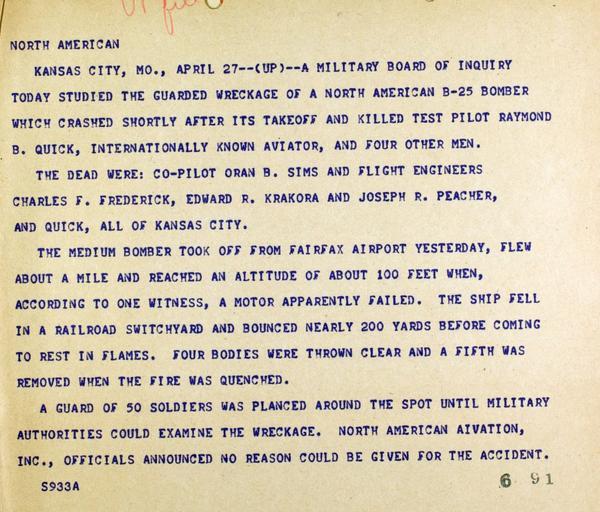 UP
NORTH AMERICAN
KANSAS CITY, MO., APRIL 27--(UP)--A MILITARY BOARD OF INQUIRY
TODAY STUDIED THE GUARDED WRECKAGE OF A NORTH AMERICAN B-25 BOMBER
WHICH CRASHED SHORTLY AFTER ITS TAKEOFF AND KILLED TEST PILOT RAYMOND
B. QUICK, INTERNATIONALLY KNOWN AVIATOR, AND FOUR OTHER MEN.
THE DEAD WERE: CO-PILOT ORAN B. SIMS AND FLIGHT ENGINEERS
CHARLES F. FREDERICK, EDWARD R. KRAKORA AND JOSEPH R. PEACHER,
AND QUICK, ALL OF KANSAS CITY.
THE MEDIUM BOMBER TOOK OFF FROM FAIRFAX AIRPORT YESTERDAY, FLEW
ABOUT A MILE AND REACHED AN ALTITUDE OF ABOUT 100 FEET WHEN,
ACCORDING TO ONE WITNESS, A MOTOR APPARENTLY FAILED. THE SHIP FELL
IN A RAILROAD SWITCHYARD AND BOUNCED NEARLY 200 YARDS BEFORE COMING
TO REST IN FLAMES. FOUR BODIES WERE THROWN CLEAR AND A FIFTH WAS
REMOVED WHEN THE FIRE WAS QUENCHED.
A GUARD OF 50 SOLDIERS WAS PLANCED AROUND THE SPOT UNTIL MILITARY
AUTHORITIES COULD EXAMINE THE WRECKAGE. NORTH AMERICAN AIVATION,
INC., OFFICIALS ANNOUNCED NO REASON COULD BE GIVEN FOR THE ACCIDENT.
S933A 6 91